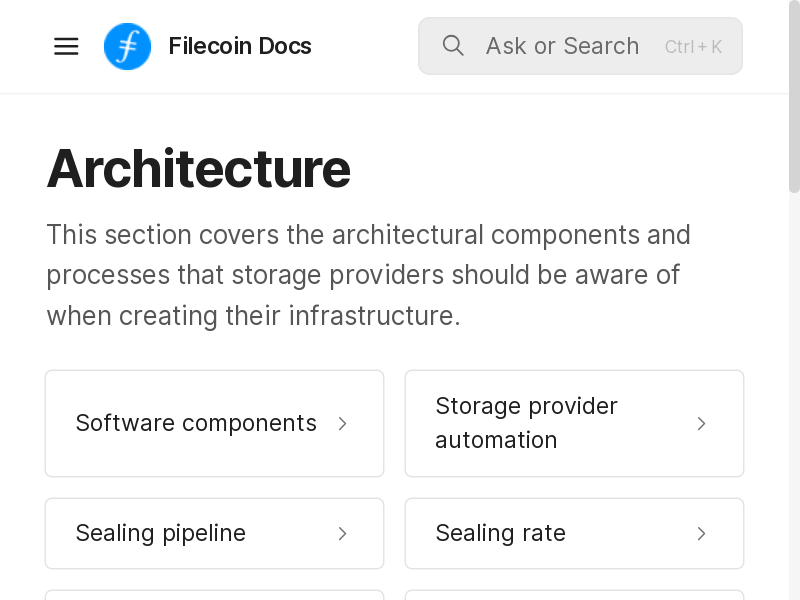 Filecoin Docs
Ask or Search
Ctrl + K
Architecture
This section covers the architectural components and
processes that storage providers should be aware of
when creating their infrastructure.
Software components
Storage provider
automation
Sealing pipeline
Sealing rate